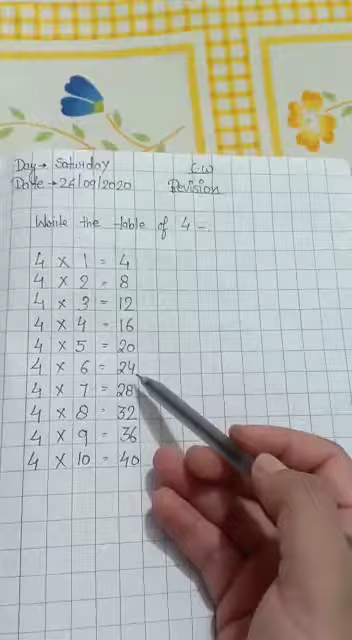 Day → Saturday C.W
Date → 26/09/2020 Revision
Write the table of 4 -.
4 × 1 = 4
4 × 2 = 8
4 × 3 = 12
4 × 4 = 16
4 × 5 = 20
4 × 6 = 24
4 × 7 = 28
4 × 8 = 32
4 × 9 = 36
4 × 10 = 40